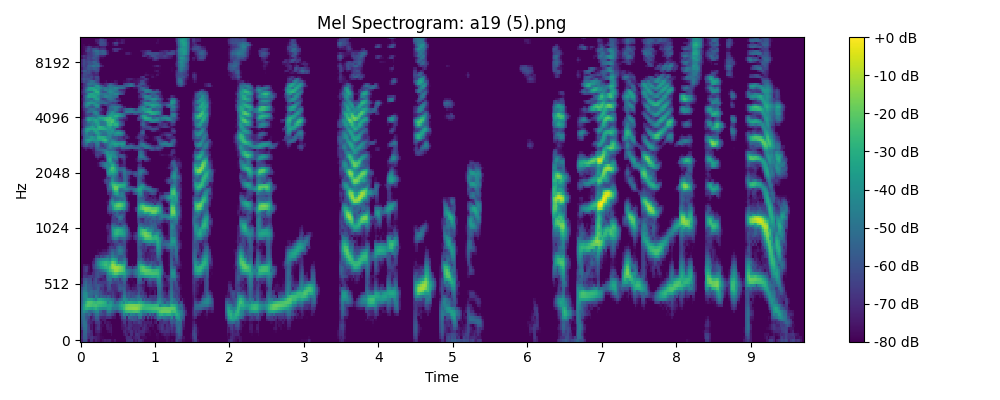 Mel Spectrogram: a19 (5).png
8192
4096
2048
1024
512
0
Hz
0 1 2 3 4 5 6 7 8 9
Time
+0 dB
-10 dB
-20 dB
-30 dB
-40 dB
-50 dB
-60 dB
-70 dB
-80 dB